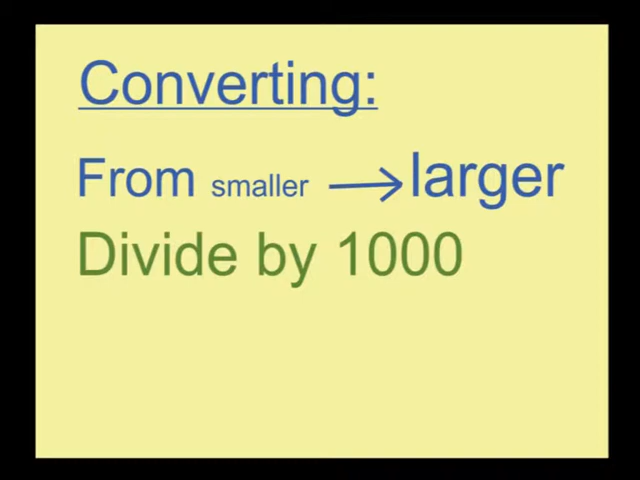 Converting:
From smaller → larger
Divide by 1000